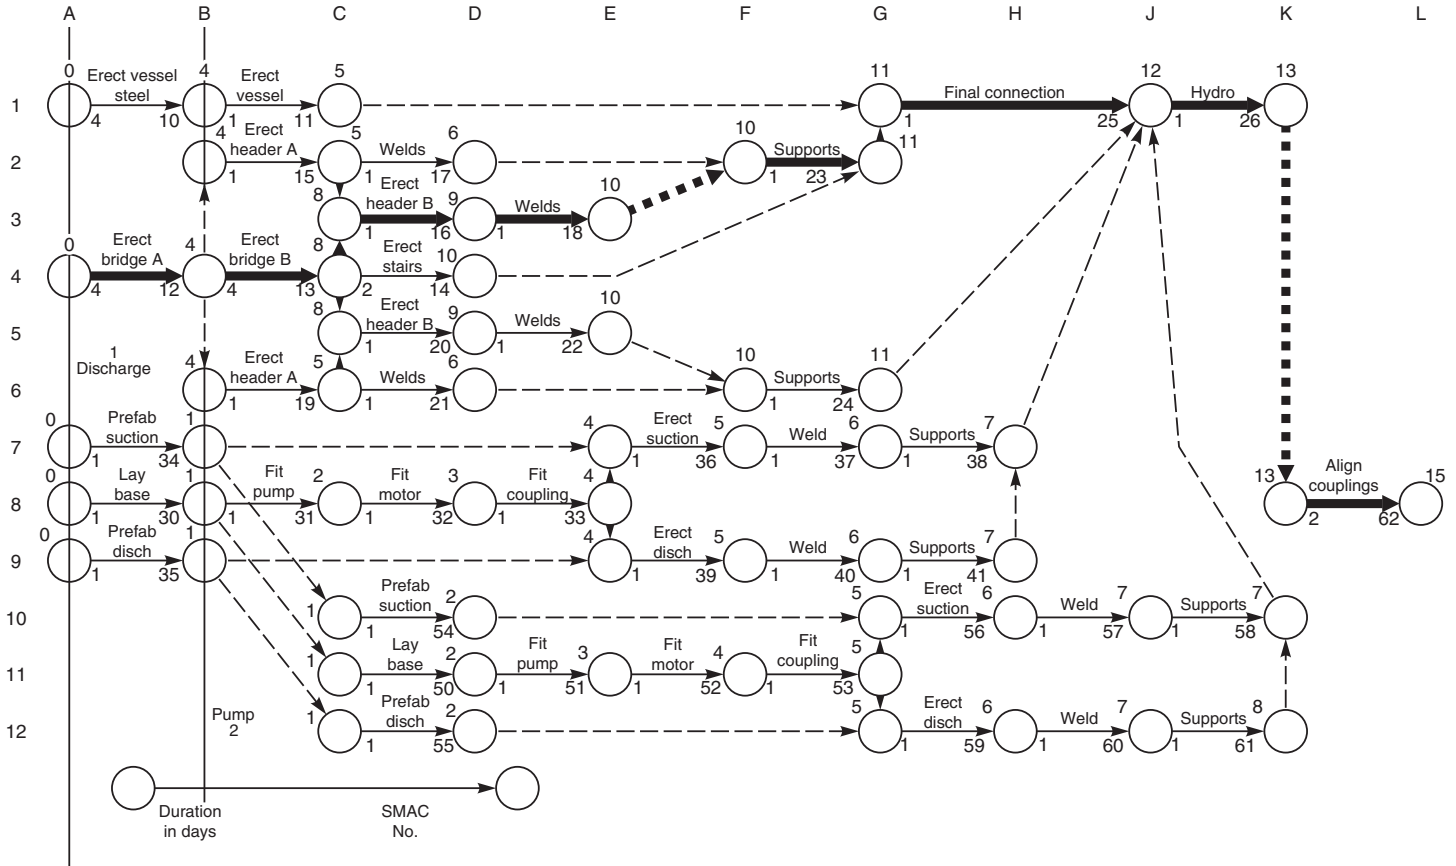 A B C D E F G H J K L
0 4 5 11 12 13
Erect vessel Erect
steel vessel Final connection Hydro
1
4 10 1 11 1 25 1 26
4 Erect 5 6 10 11
header A Welds Supports
2
1 15 1 17 1 23
8 Erect 9 10
header B Welds
3
1 16 1 18
0 Erect 4 Erect 8 Erect 10
bridge A bridge B stairs
4
4 12 4 13 2 14
8 Erect 9 10
header B Welds
5
1 20 1 22
1
Discharge
4 Erect 5 6 10 11
header A Welds Supports
6
1 19 1 21 1 24
0 Prefab 1 4 Erect 5 6 7
suction suction Weld Supports
7
1 34 1 36 1 37 1 38
0 Lay 1 Fit 2 Fit 3 Fit 4 13 Align 15
base pump motor coupling couplings
8
1 30 1 31 1 32 1 33 2 62
0 Prefab 1 4 Erect 5 6 7
disch disch Weld Supports
9
1 35 1 39 1 40 1 41
1 Prefab 2 5 Erect 6 7 7
suction suction Weld Supports
10
1 54 1 56 1 57 1 58
1 Lay 2 Fit 3 Fit 4 Fit 5
base pump motor coupling
11
1 50 1 51 1 52 1 53
1 Prefab 2 5 Erect 6 7 8
disch disch Weld Supports
12
1 55 1 59 1 60 1 61
Pump
2
Duration SMAC
in days No.